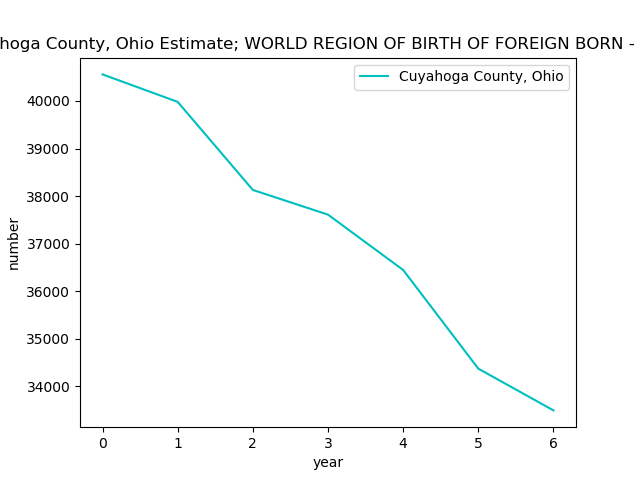 hoga County, Ohio Estimate; WORLD REGION OF BIRTH OF FOREIGN BORN -
Cuyahoga County, Ohio
40000
39000
38000
37000
36000
35000
34000
number
0 1 2 3 4 5 6
year